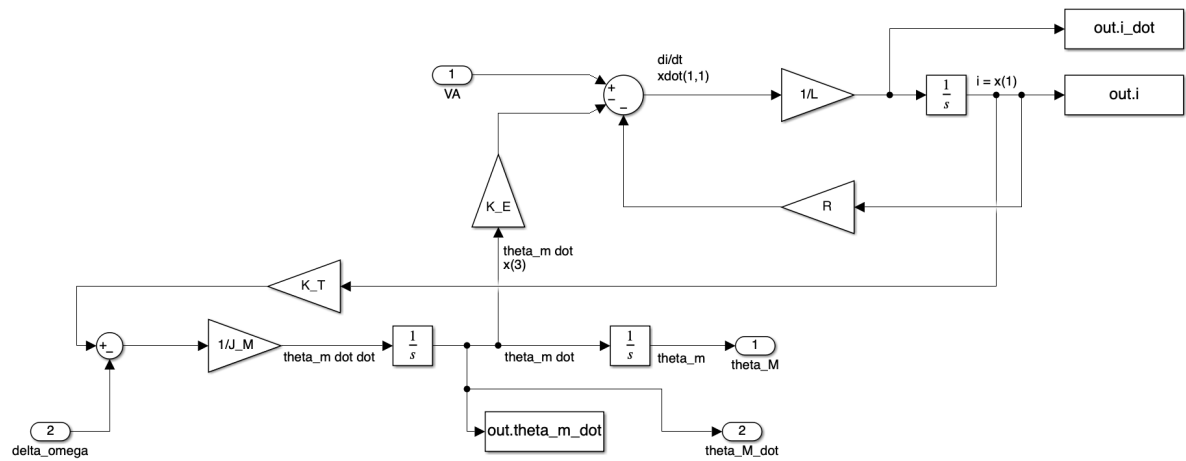 out.i_dot
di/dt
xdot(1,1)
1
VA
+
−
−
1/L
1
s
i = x(1)
out.i
K_E
R
theta_m dot
x(3)
K_T
+
−
1/J_M
theta_m dot dot
1
s
theta_m dot
1
s
theta_m
1
theta_M
2
delta_omega
out.theta_m_dot
2
theta_M_dot